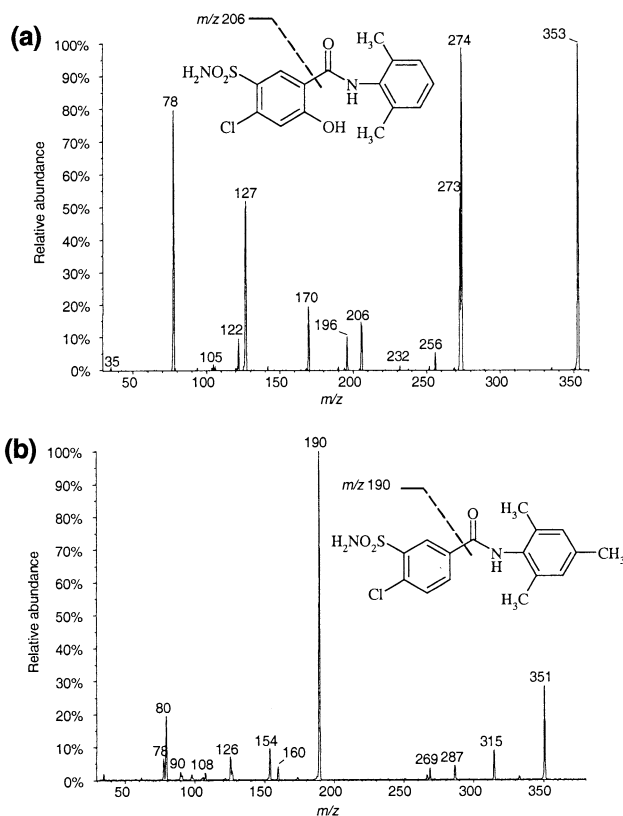 (a)
m/z 206
H₃C
O
H₂NO₂S
N
H
Cl
OH
H₃C
Relative abundance
100%
90%
80%
70%
60%
50%
40%
30%
20%
10%
0%
35
78
105
122
127
170
196
206
232
256
273
274
353
50
100
150
200
250
300
350
m/z
(b)
190
m/z 190
H₃C
O
H₂NO₂S
N
H
CH₃
Cl
H₃C
Relative abundance
100%
90%
80%
70%
60%
50%
40%
30%
20%
10%
0%
78
80
90
108
126
154
160
269
287
315
351
50
100
150
200
250
300
350
m/z